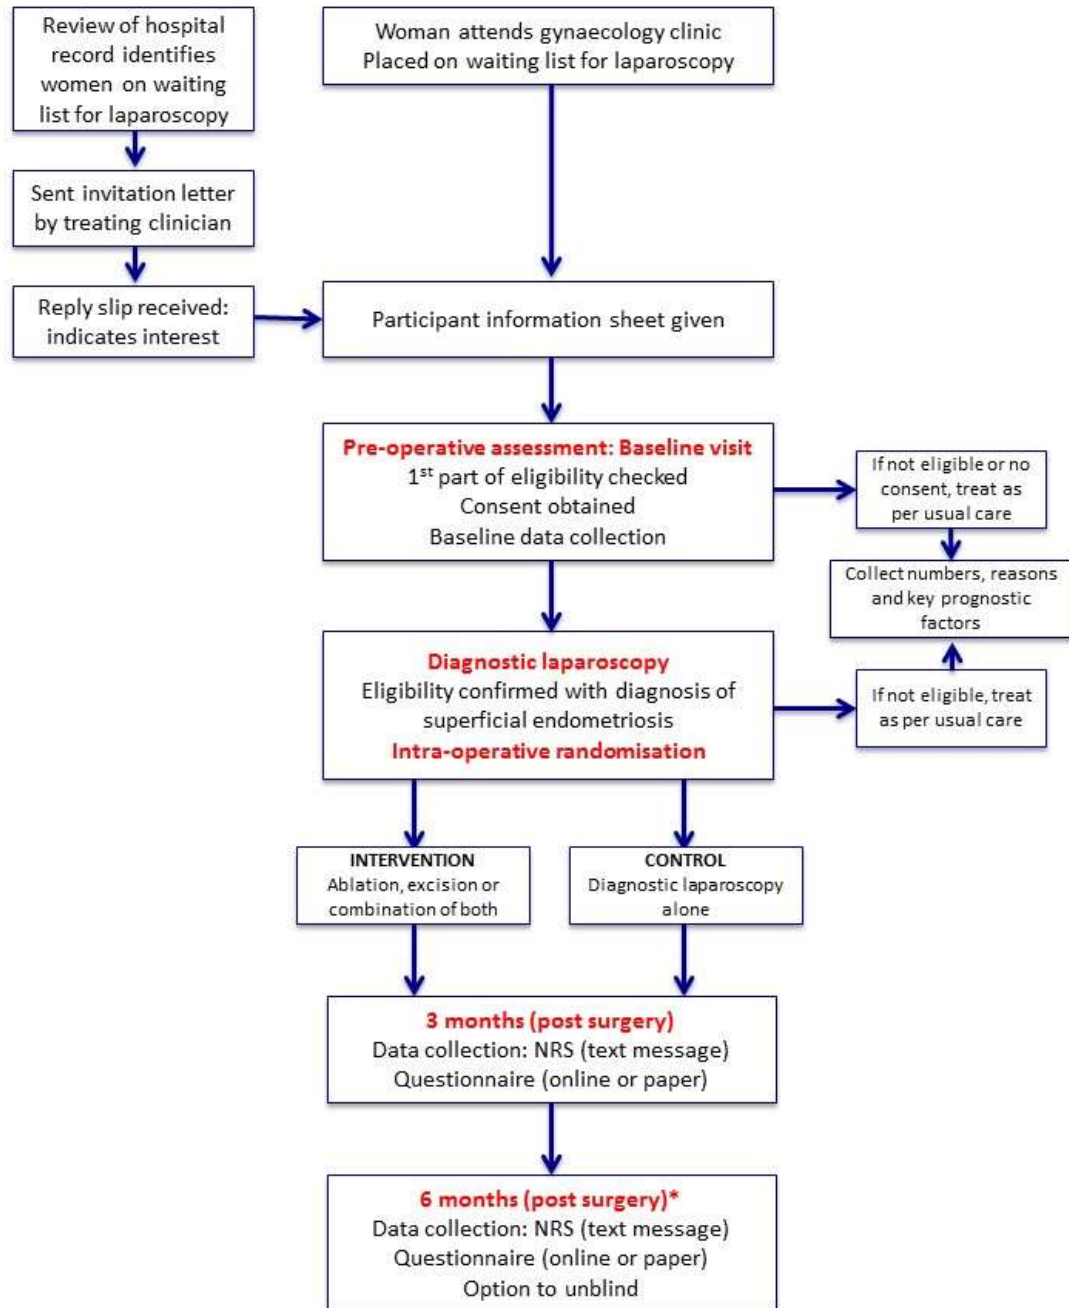 Review of hospital
record identifies
women on waiting
list for laparoscopy
Woman attends gynaecology clinic
Placed on waiting list for laparoscopy
Sent invitation letter
by treating clinician
Reply slip received:
indicates interest
Participant information sheet given
Pre-operative assessment: Baseline visit
1st part of eligibility checked
Consent obtained
Baseline data collection
If not eligible or no
consent, treat as
per usual care
Collect numbers, reasons
and key prognostic
factors
Diagnostic laparoscopy
Eligibility confirmed with diagnosis of
superficial endometriosis
Intra-operative randomisation
If not eligible, treat
as per usual care
INTERVENTION
Ablation, excision or
combination of both
CONTROL
Diagnostic laparoscopy
alone
3 months (post surgery)
Data collection: NRS (text message)
Questionnaire (online or paper)
6 months (post surgery)*
Data collection: NRS (text message)
Questionnaire (online or paper)
Option to unblind